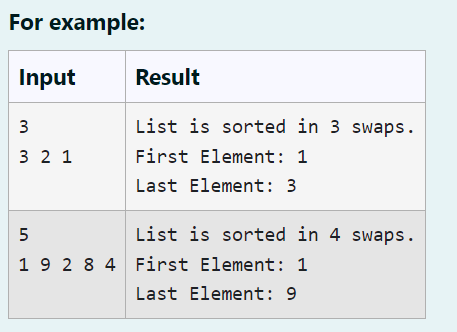 For example:
Input Result
3 List is sorted in 3 swaps.
3 2 1 First Element: 1
Last Element: 3
5 List is sorted in 4 swaps.
1 9 2 8 4 First Element: 1
Last Element: 9